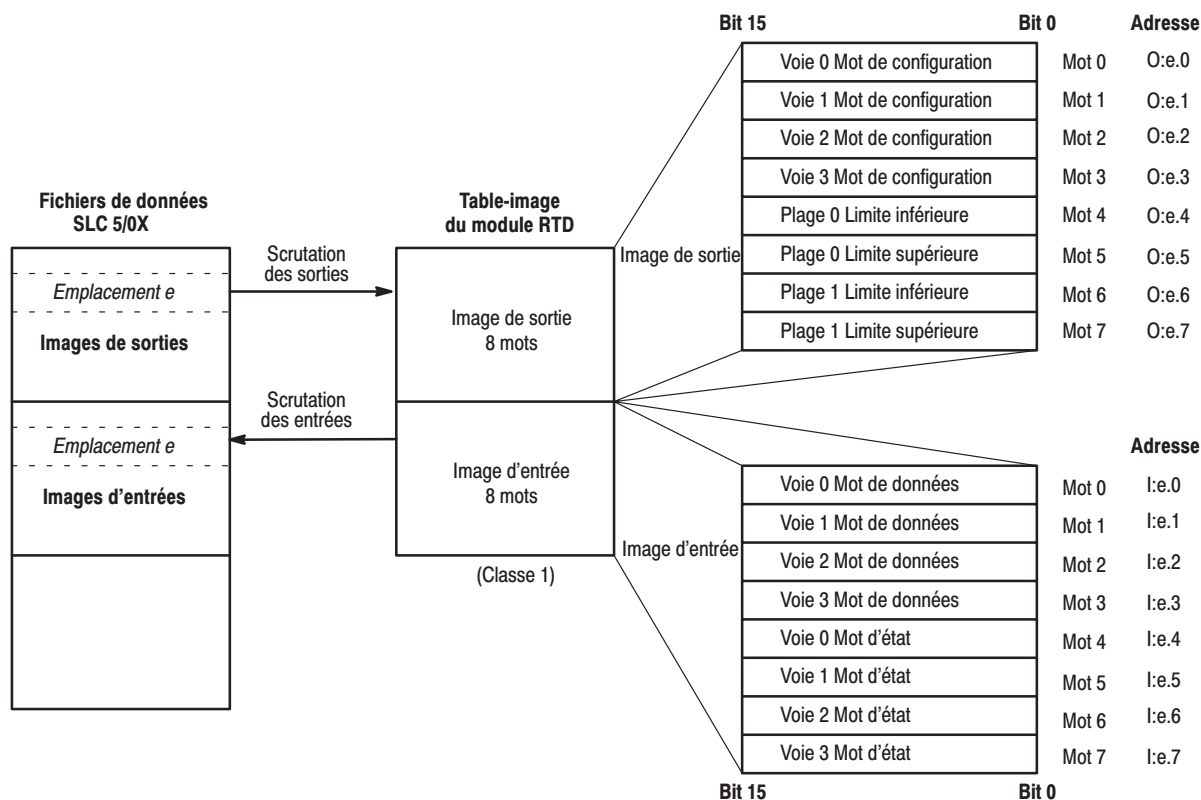 Bit 15 Bit 0 Adresse
Voie 0 Mot de configuration Mot 0 O:e.0
Voie 1 Mot de configuration Mot 1 O:e.1
Voie 2 Mot de configuration Mot 2 O:e.2
Voie 3 Mot de configuration Mot 3 O:e.3
Plage 0 Limite inférieure Mot 4 O:e.4
Plage 0 Limite supérieure Mot 5 O:e.5
Plage 1 Limite inférieure Mot 6 O:e.6
Plage 1 Limite supérieure Mot 7 O:e.7
Fichiers de données
SLC 5/0X
Emplacement e
Images de sorties
Emplacement e
Images d'entrées
Scrutation
des sorties
Scrutation
des entrées
Table-image
du module RTD
Image de sortie
8 mots
Image d'entrée
8 mots
(Classe 1)
Image de sortie
Image d'entrée
Adresse
Voie 0 Mot de données Mot 0 I:e.0
Voie 1 Mot de données Mot 1 I:e.1
Voie 2 Mot de données Mot 2 I:e.2
Voie 3 Mot de données Mot 3 I:e.3
Voie 0 Mot d'état Mot 4 I:e.4
Voie 1 Mot d'état Mot 5 I:e.5
Voie 2 Mot d'état Mot 6 I:e.6
Voie 3 Mot d'état Mot 7 I:e.7
Bit 15 Bit 0